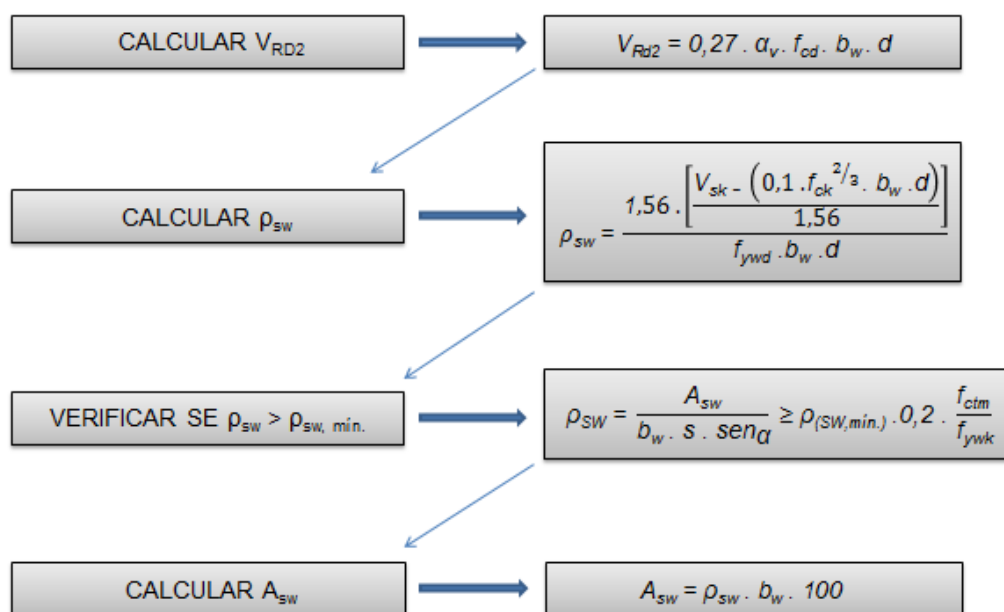 CALCULAR V_RD2
V_Rd2 = 0,27 . α_v . f_cd . b_w . d
CALCULAR ρ_sw
ρ_sw = 1,56 . [V_sk - (0,1 .f_ck^2/3 . b_w .d) / 1,56] / f_ywd . b_w .d
VERIFICAR SE ρ_sw > ρ_sw, mín.
ρ_SW = A_sw / b_w . s . sen_α ≥ ρ_(SW,mín.) .0,2 . f_ctm / f_ywk
CALCULAR A_sw
A_sw = ρ_sw . b_w . 100